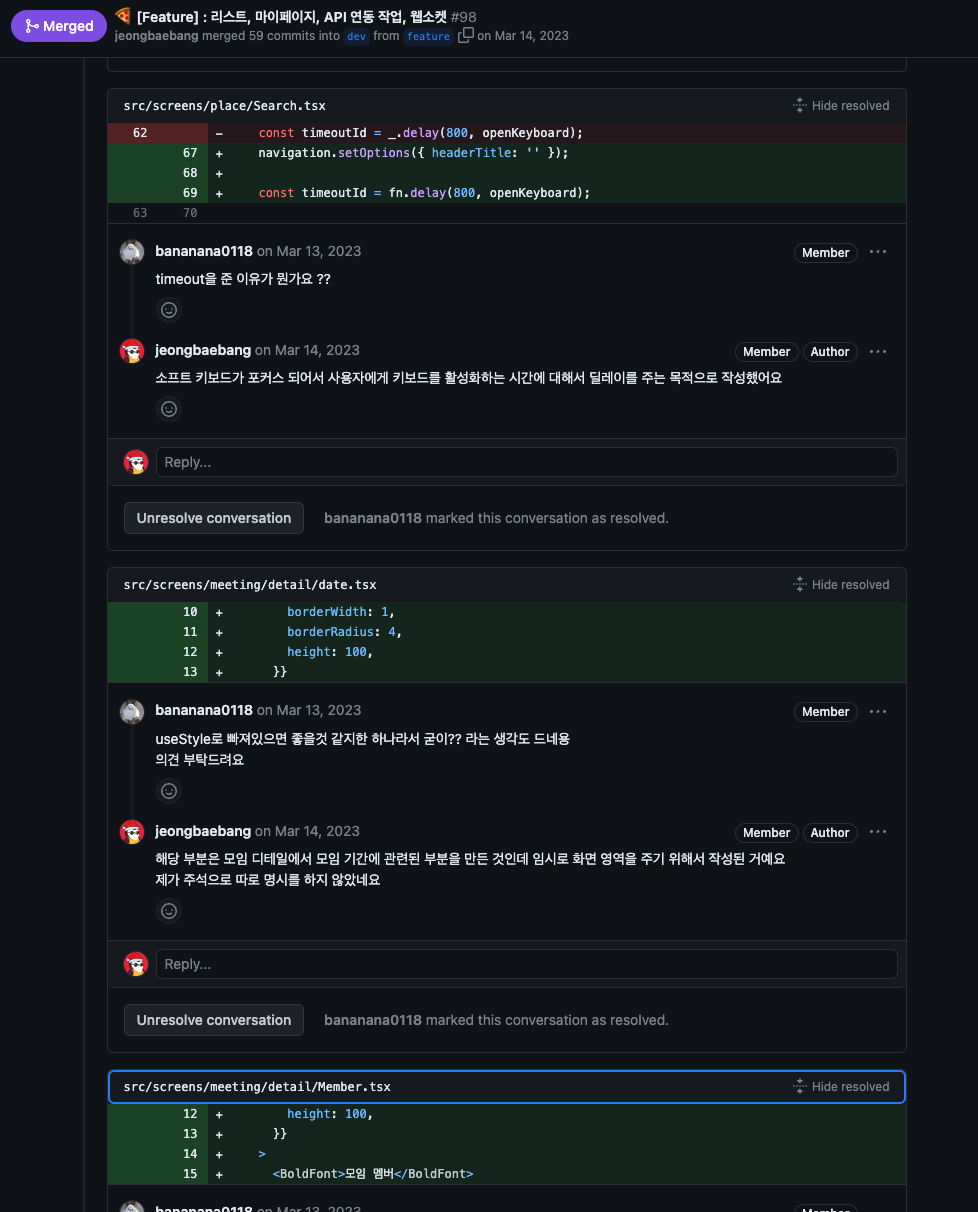 Merged
[Feature] : 리스트, 마이페이지, API 연동 작업, 웹소켓 #98
jeongbaebang merged 59 commits into dev from feature on Mar 14, 2023
src/screens/place/Search.tsx Hide resolved
62 - const timeoutId = _.delay(800, openKeyboard);
67 + navigation.setOptions({ headerTitle: '' });
68 +
69 + const timeoutId = fn.delay(800, openKeyboard);
63 70
bananana0118 on Mar 13, 2023 Member
timeout을 준 이유가 뭔가요 ??
jeongbaebang on Mar 14, 2023 Member Author
소프트 키보드가 포커스 되어서 사용자에게 키보드를 활성화하는 시간에 대해서 딜레이를 주는 목적으로 작성했어요
Reply...
Unresolve conversation bananana0118 marked this conversation as resolved.
src/screens/meeting/detail/date.tsx Hide resolved
10 + borderWidth: 1,
11 + borderRadius: 4,
12 + height: 100,
13 + }}
bananana0118 on Mar 13, 2023 Member
useStyle로 빠져있으면 좋을것 같지한 하나라서 굳이?? 라는 생각도 드네용
의견 부탁드려요
jeongbaebang on Mar 14, 2023 Member Author
해당 부분은 모임 디테일에서 모임 기간에 관련된 부분을 만든 것인데 임시로 화면 영역을 주기 위해서 작성된 거예요
제가 주석으로 따로 명시를 하지 않았네요
Reply...
Unresolve conversation bananana0118 marked this conversation as resolved.
src/screens/meeting/detail/Member.tsx Hide resolved
12 + height: 100,
13 + }}
14 + >
15 + <BoldFont>모임 멤버</BoldFont>
bananana0118 on Mar 13, 2023 Member